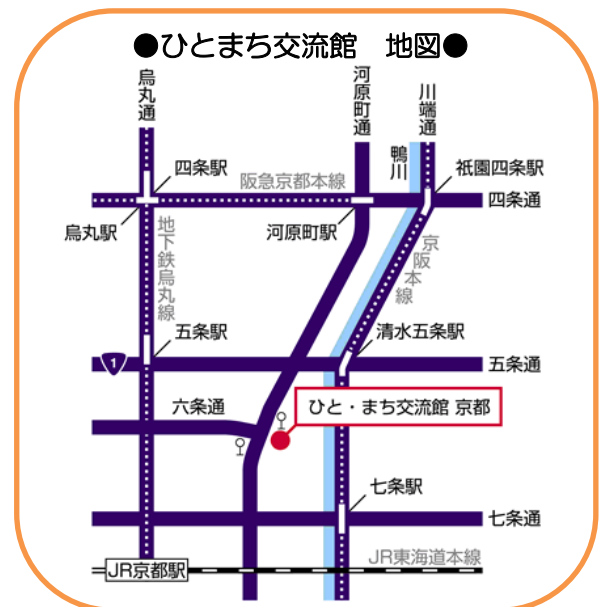 ●ひとまち交流館　地図●
烏丸通
河原町通
川端通
鴨川
四条駅
阪急京都本線
祇園四条駅
四条通
烏丸駅
河原町駅
地下鉄烏丸線
京阪本線
五条駅
清水五条駅
1
五条通
六条通
ひと・まち交流館 京都
七条駅
七条通
JR東海道本線
JR京都駅